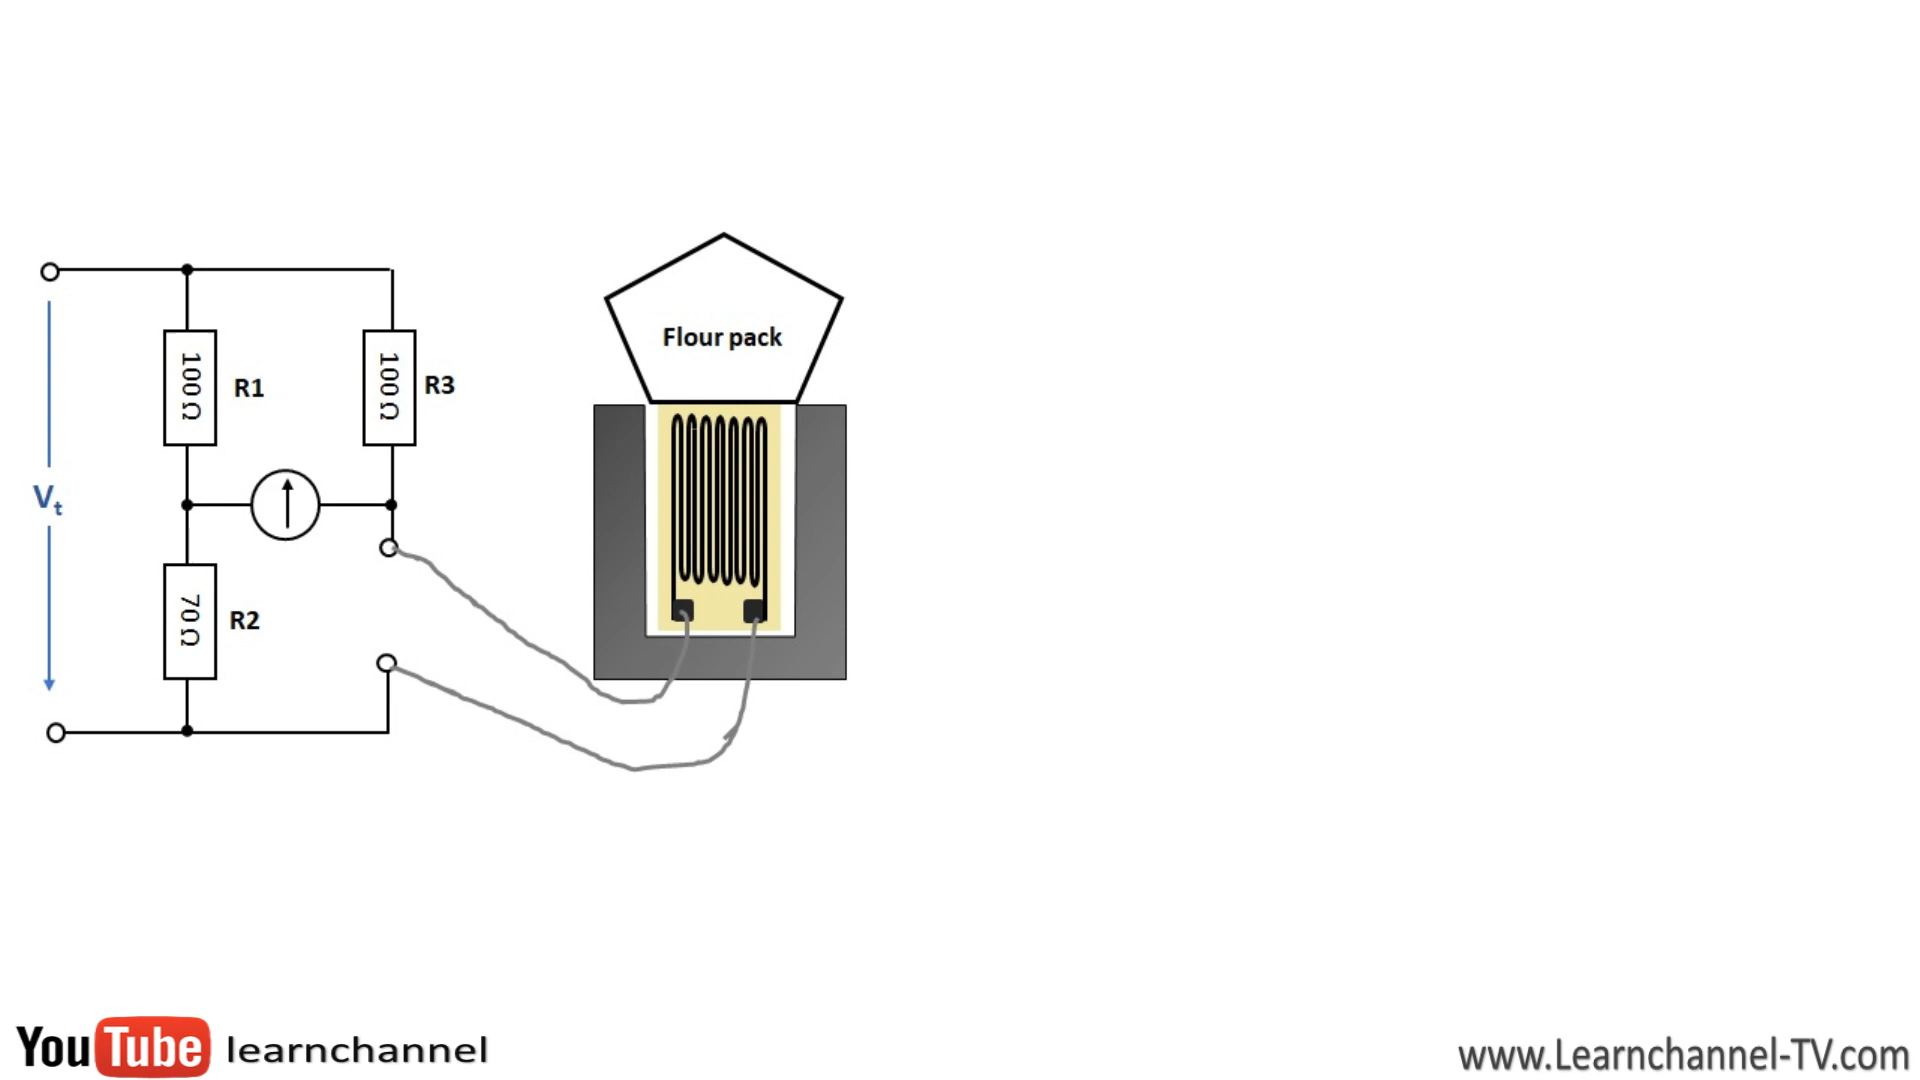 Flour pack
100 Ω
R1
100 Ω
R3
Vt
70 Ω
R2
YouTube learnchannel
www.Learnchannel-TV.com